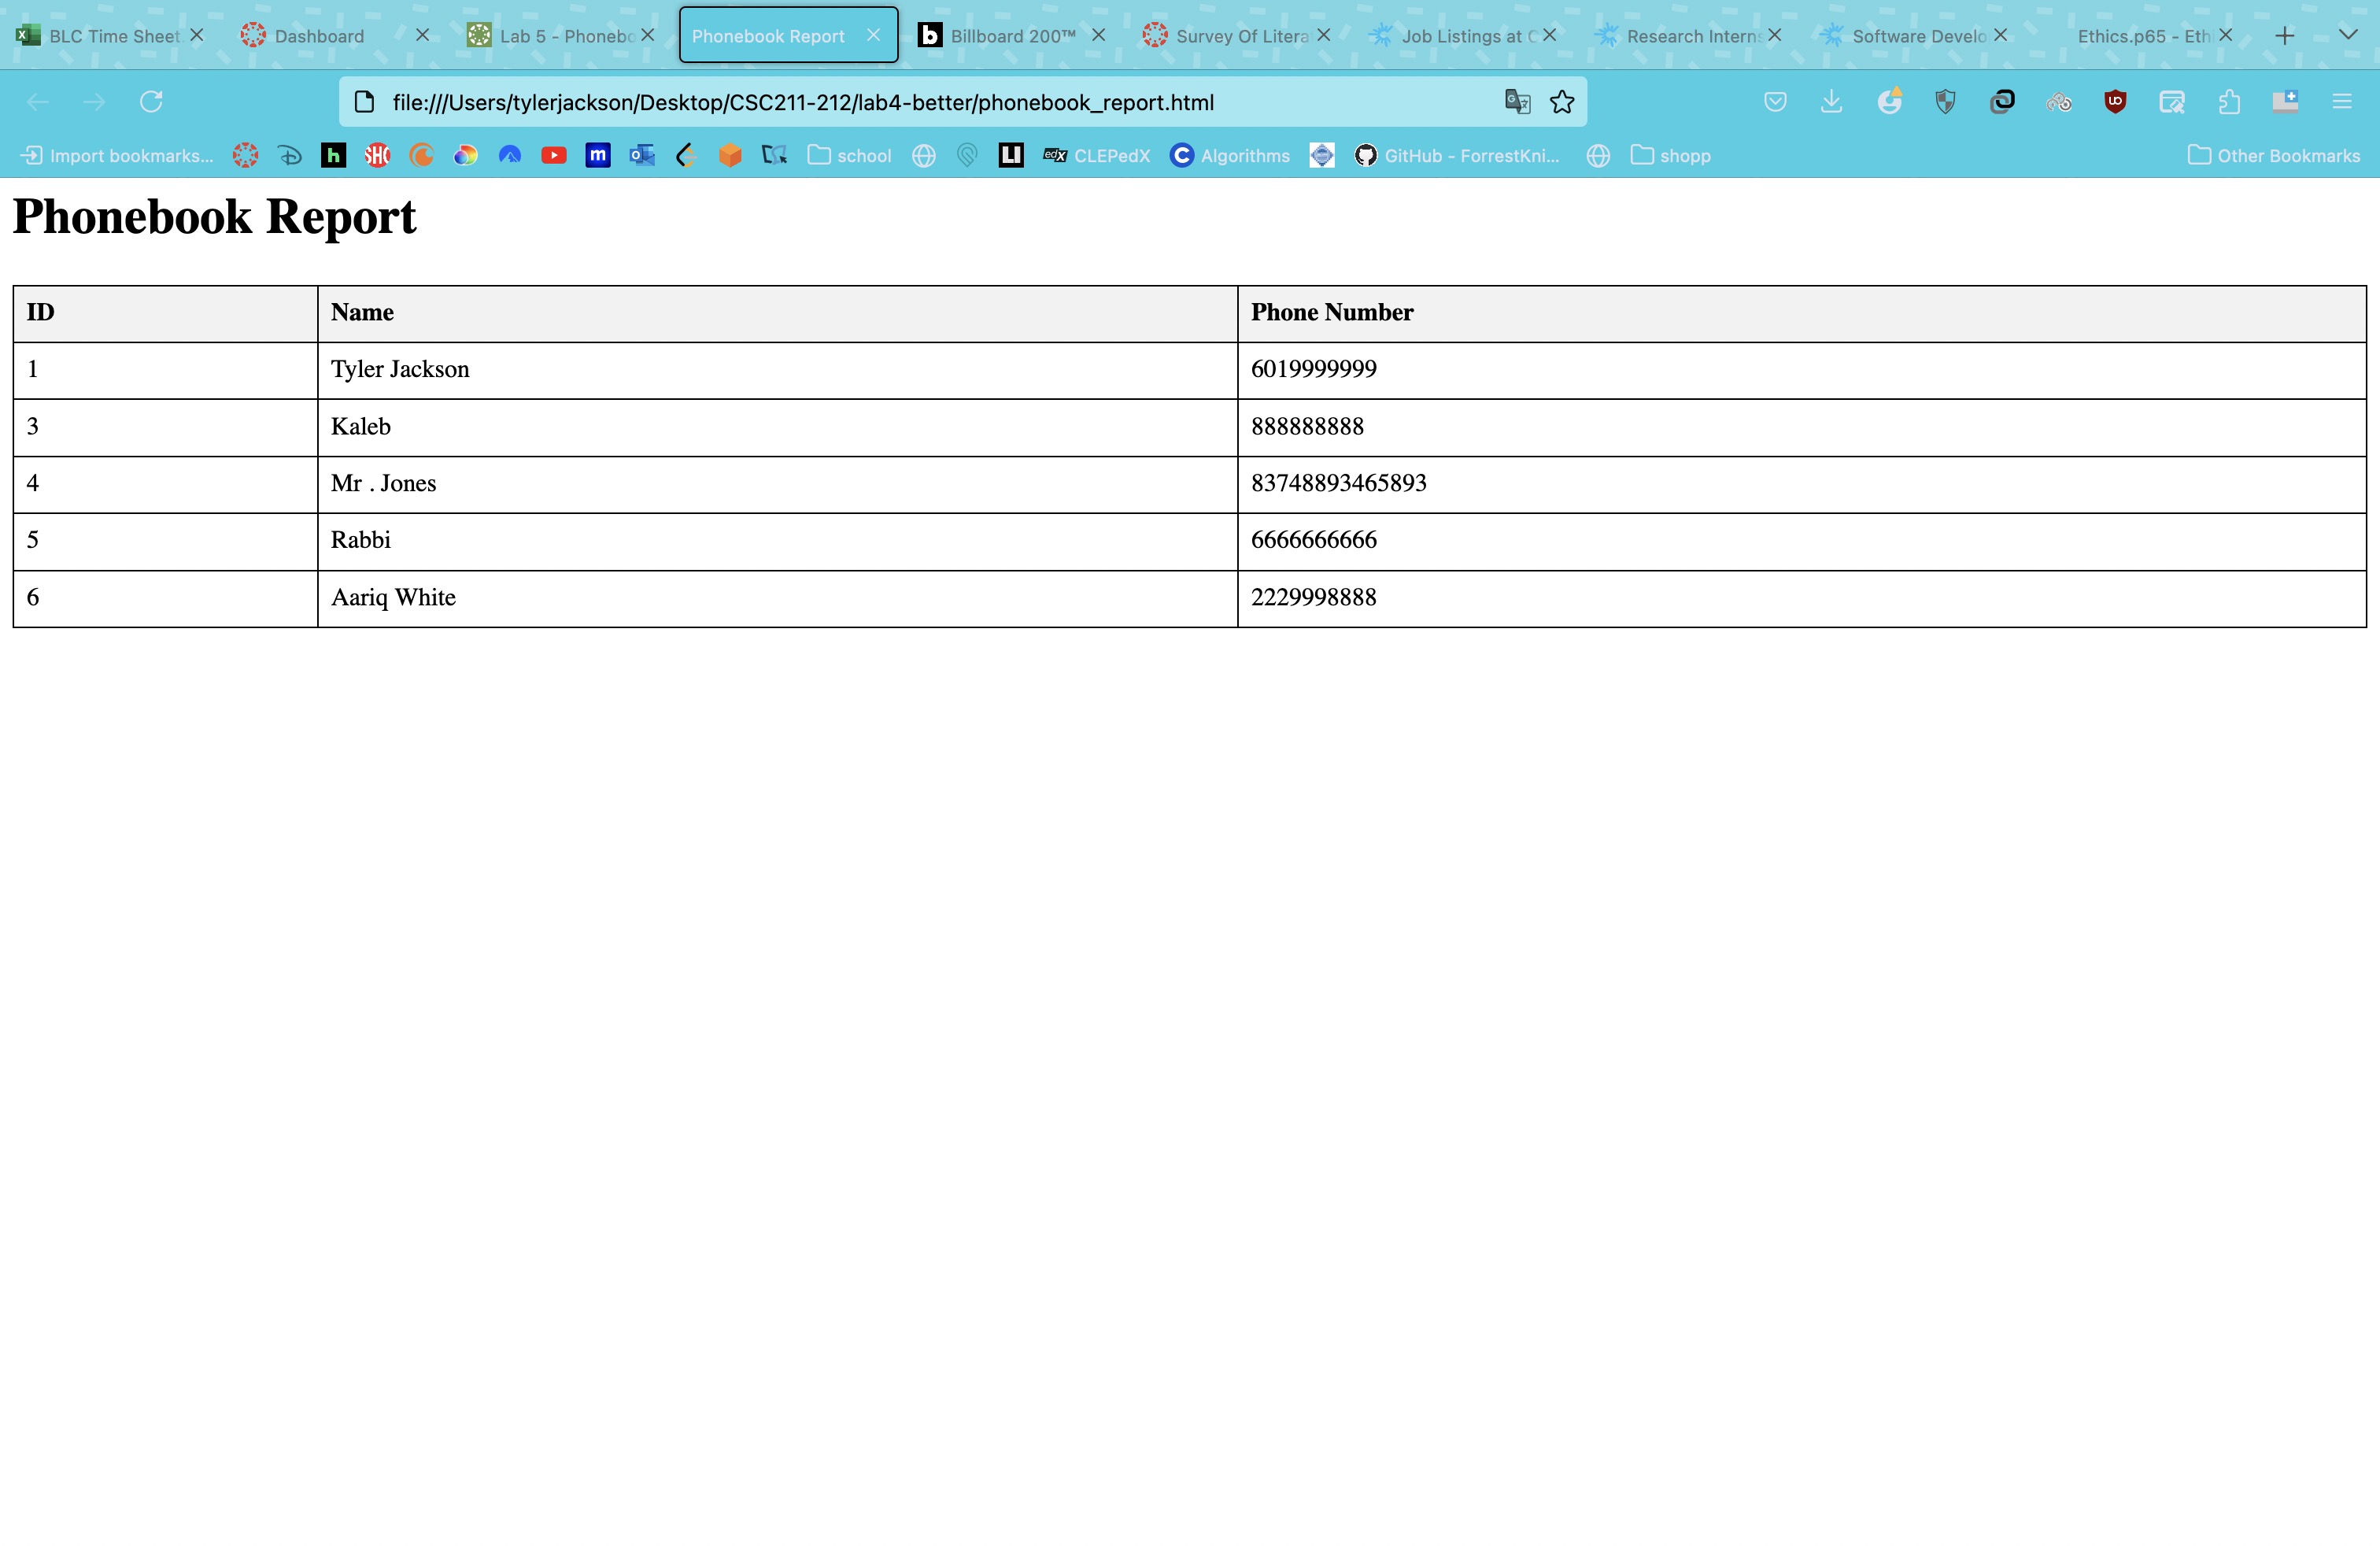 BLC Time Sheet Dashboard Lab 5 - Phonebo Phonebook Report Billboard 200™ Survey Of Litera Job Listings at C Research Interns Software Develo Ethics.p65 - Eth
file:///Users/tylerjackson/Desktop/CSC211-212/lab4-better/phonebook_report.html
Import bookmarks... school CLEPedX Algorithms GitHub - ForrestKni... shopp Other Bookmarks
Phonebook Report
ID Name Phone Number
1 Tyler Jackson 6019999999
3 Kaleb 888888888
4 Mr . Jones 83748893465893
5 Rabbi 6666666666
6 Aariq White 2229998888